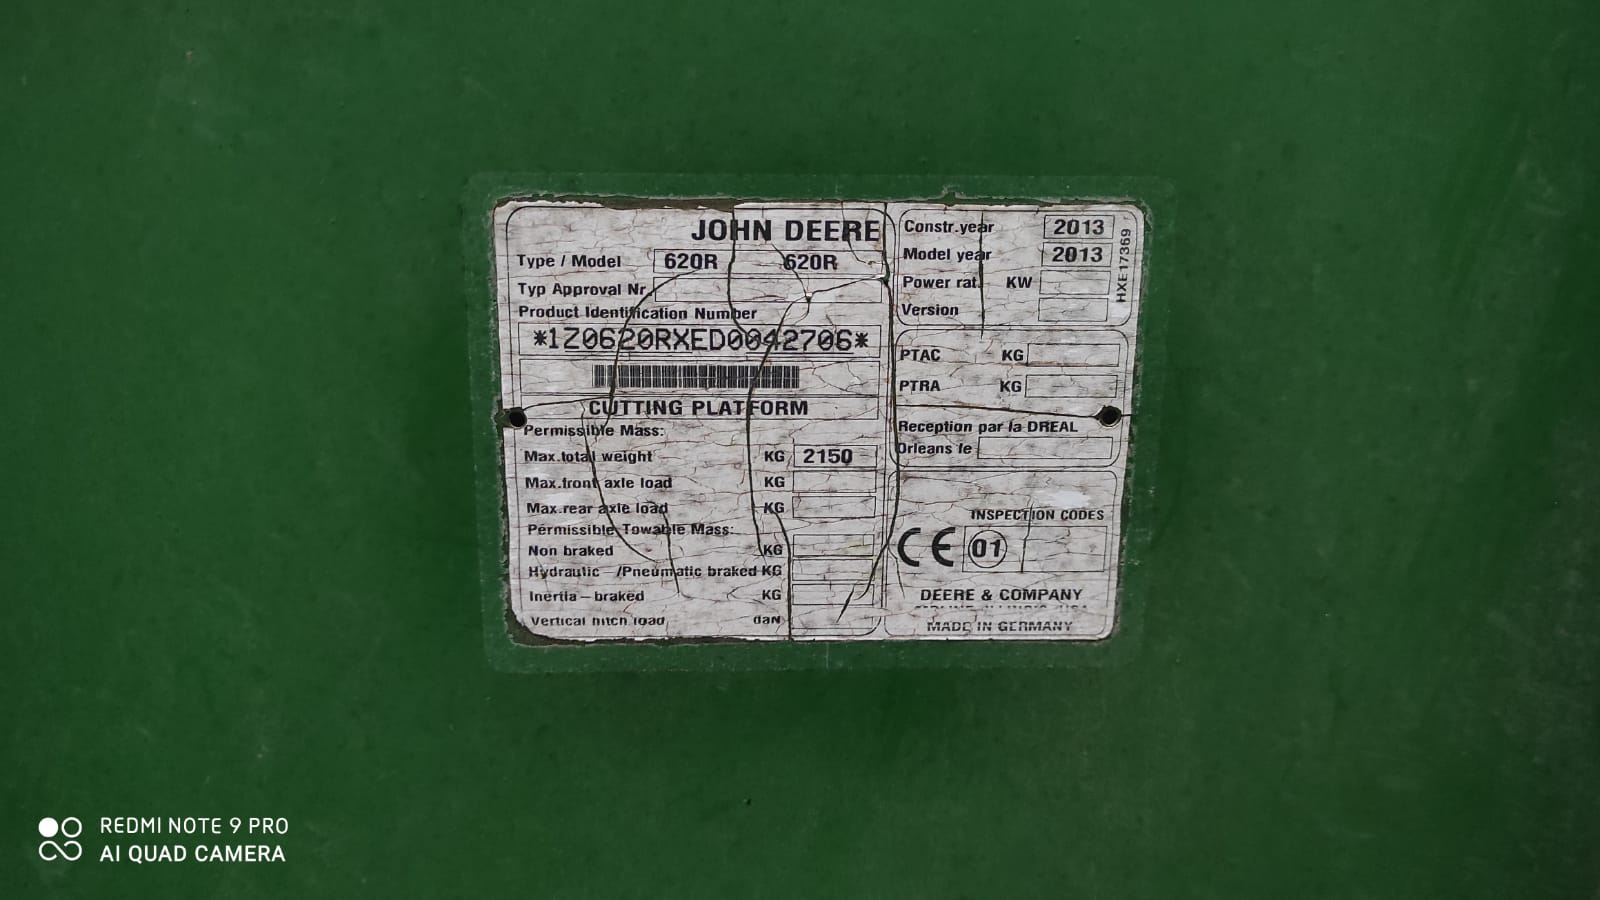 JOHN DEERE
Type / Model 620R 620R
Typ Approval Nr.
Product Identification Number
*1Z0620RXED0042706*
CUTTING PLATFORM
Permissible Mass:
Max.total weight KG 2150
Max.front axle load KG
Max.rear axle load KG
Permissible Towable Mass:
Non braked KG
Hydraulic /Pneumatic braked KG
Inertia – braked KG
Vertical hitch load daN
Constr.year 2013
Model year 2013
Power rat. KW
Version
HXE17369
PTAC KG
PTRA KG
Reception par la DREAL
Orleans le
INSPECTION CODES
CE 01
DEERE & COMPANY
MOLINE ILLINOIS USA
MADE IN GERMANY
REDMI NOTE 9 PRO
AI QUAD CAMERA